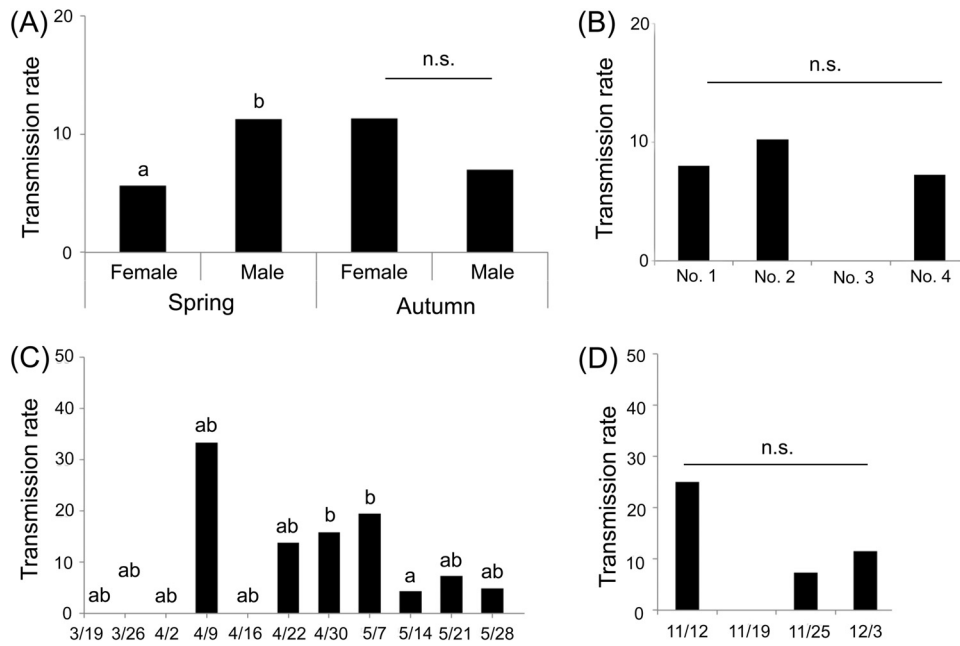 (A)
Transmission rate
20
10
0
a
b
n.s.
Female
Male
Female
Male
Spring
Autumn
(B)
Transmission rate
20
10
0
n.s.
No. 1
No. 2
No. 3
No. 4
(C)
Transmission rate
50
40
30
20
10
0
ab
ab
ab
ab
ab
ab
b
b
a
ab
ab
3/19
3/26
4/2
4/9
4/16
4/22
4/30
5/7
5/14
5/21
5/28
(D)
Transmission rate
50
40
30
20
10
0
n.s.
11/12
11/19
11/25
12/3